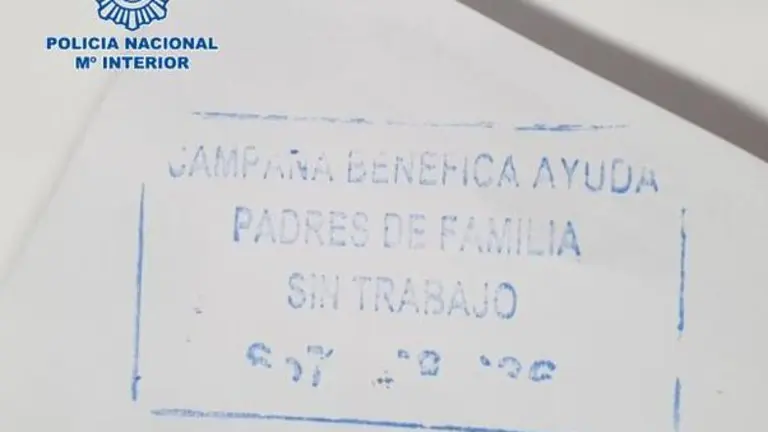 POLICIA NACIONAL
Mº INTERIOR
CAMPAÑA BENEFICA AYUDA
PADRES DE FAMILIA
SIN TRABAJO